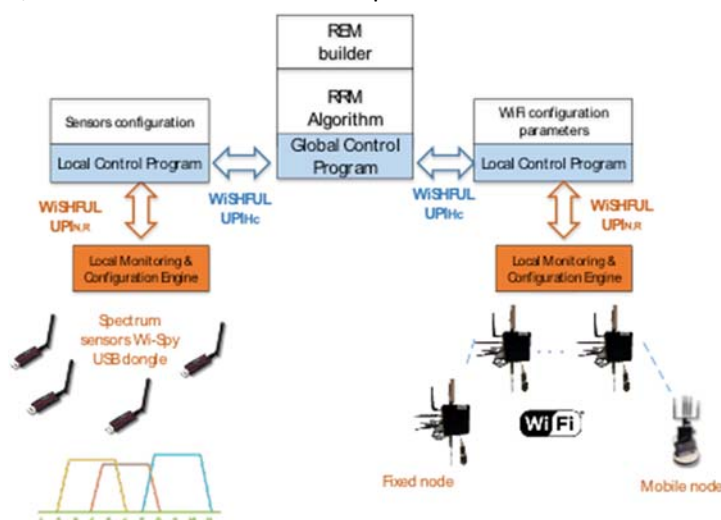 REM
builder
RRM
Algorithm
Global Control
Program
Sensors configuration
Local Control Program
WiFi configuration
parameters
Local Control Program
WiSHFUL
UPIHc
WiSHFUL
UPIHc
WiSHFUL
UPIN,R
WiSHFUL
UPIN,R
Local Monitoring &
Configuration Engine
Local Monitoring &
Configuration Engine
Spectrum
sensors Wi-Spy
USB dongle
WiFi
Fixed node
Mobile node